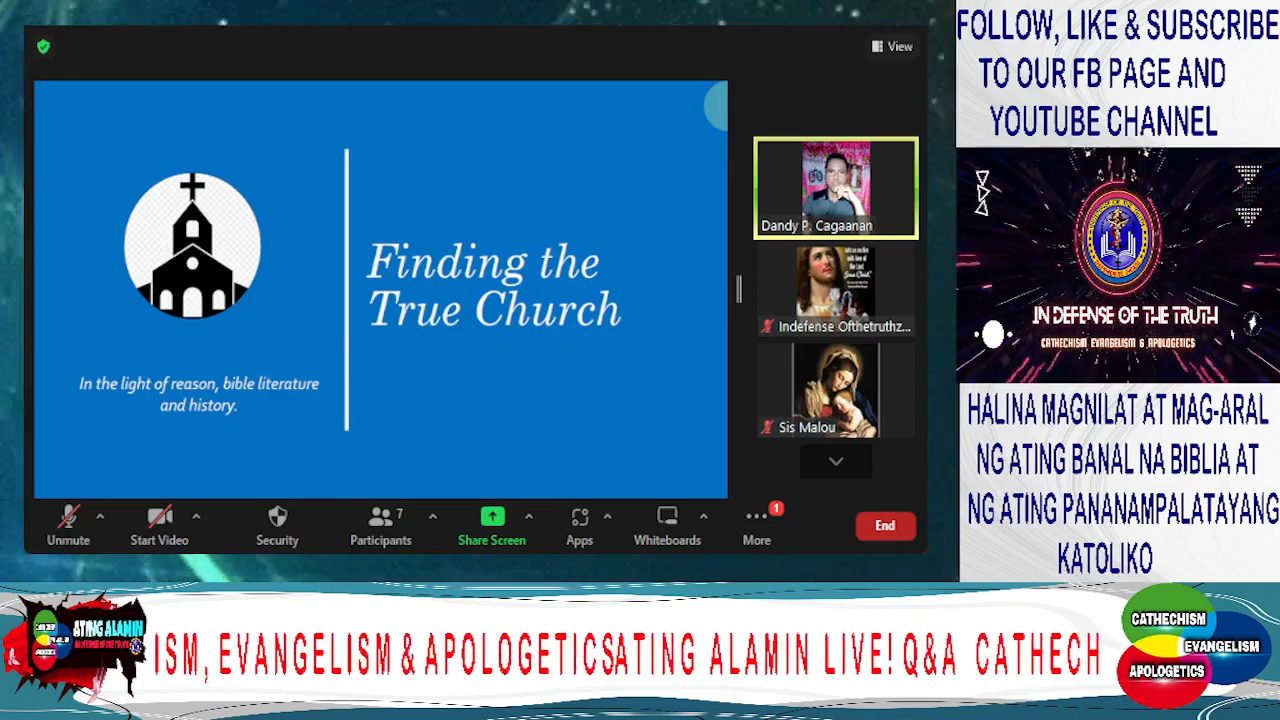 View
Finding the
True Church
In the light of reason, bible literature
and history.
Dandy P. Cagaanan
Indefense Ofthetruthz...
Sis Malou
Unmute
Start Video
Security
7
Participants
Share Screen
Apps
Whiteboards
1
More
End
FOLLOW, LIKE & SUBSCRIBE
TO OUR FB PAGE AND
YOUTUBE CHANNEL
IN DEFENSE OF THE TRUTH
CATHECHISM EVANGELISM & APOLOGETICS
HALINA MAGNILAT AT MAG-ARAL
NG ATING BANAL NA BIBLIA AT
NG ATING PANANAMPALATAYANG
KATOLIKO
ATING ALAMIN
ISM, EVANGELISM & APOLOGETICSATING ALAMIN LIVE! Q&A CATHECH
CATHECHISM
EVANGELISM
APOLOGETICS